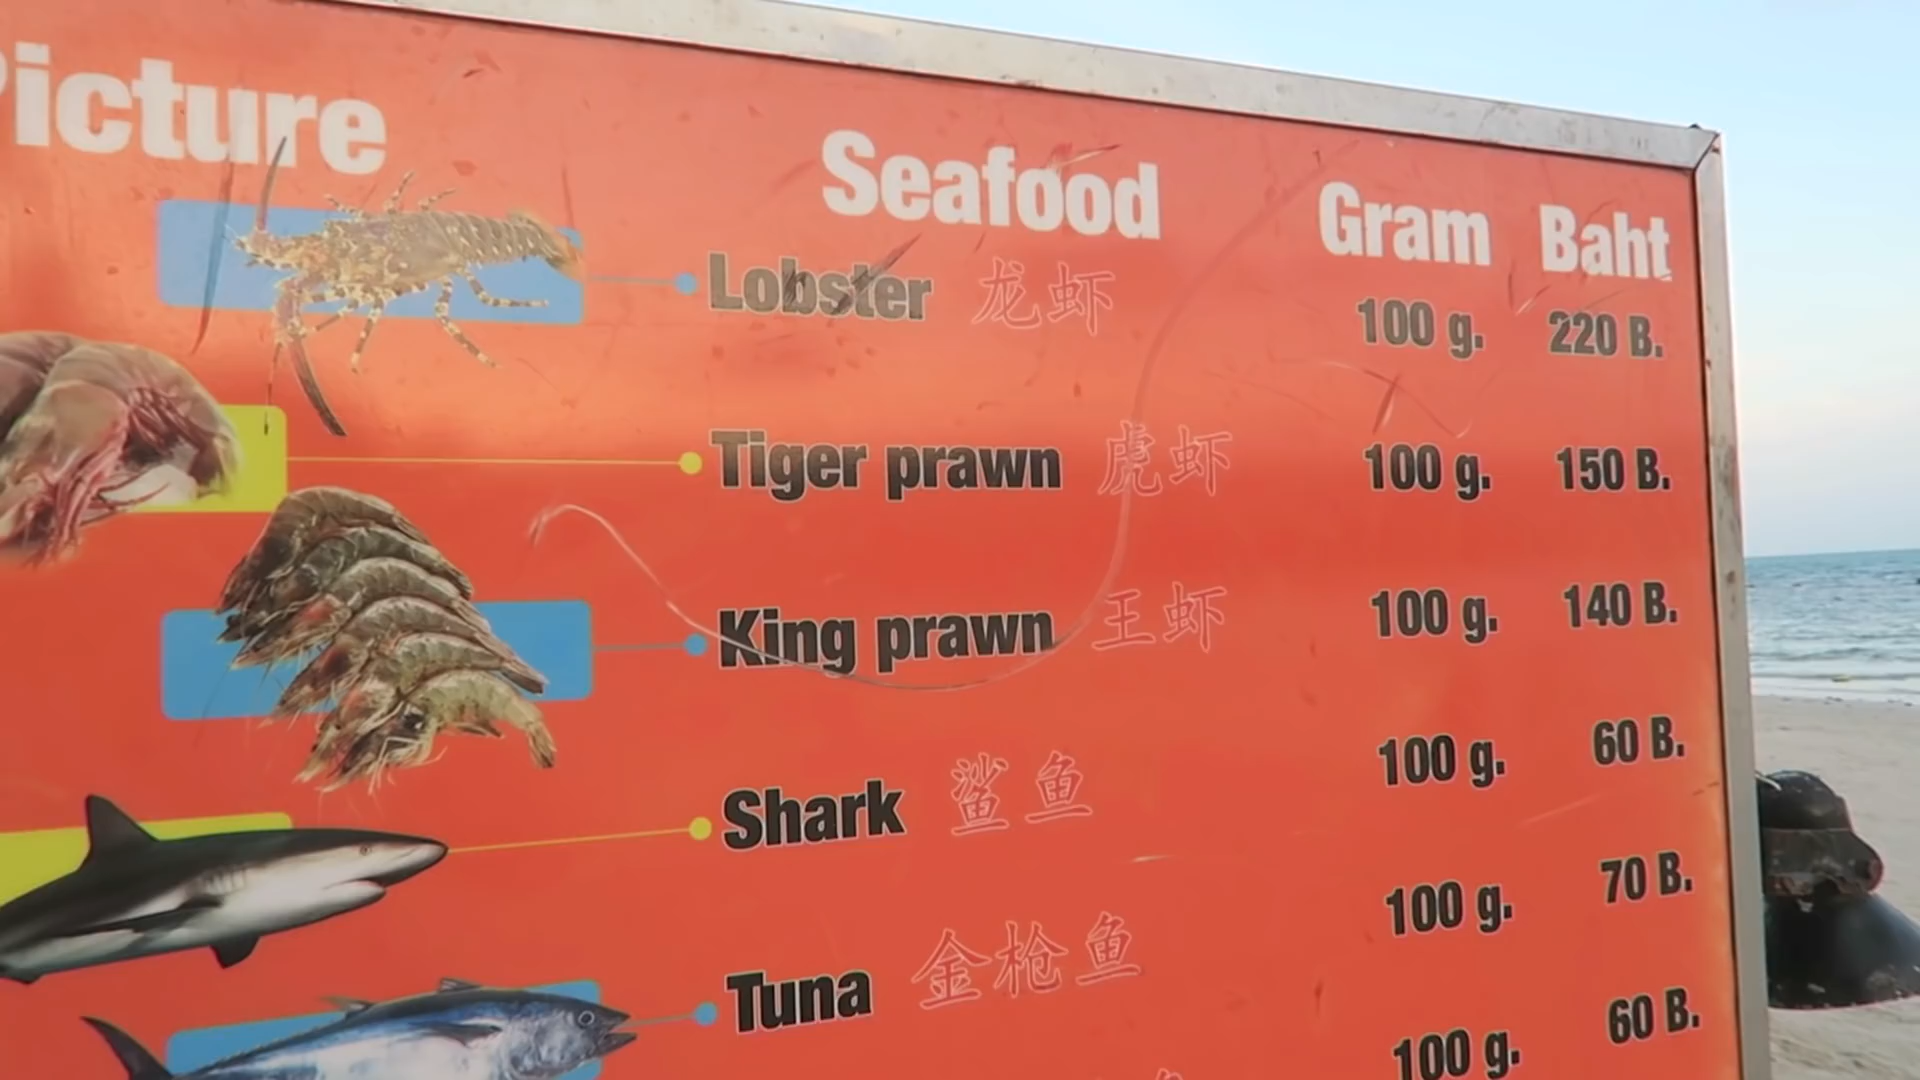 Picture Seafood Gram Baht
Lobster 龙虾 100 g. 220 B.
Tiger prawn 虎虾 100 g. 150 B.
King prawn 王虾 100 g. 140 B.
Shark 鲨鱼 100 g. 60 B.
Tuna 金枪鱼 100 g. 70 B.
100 g. 60 B.